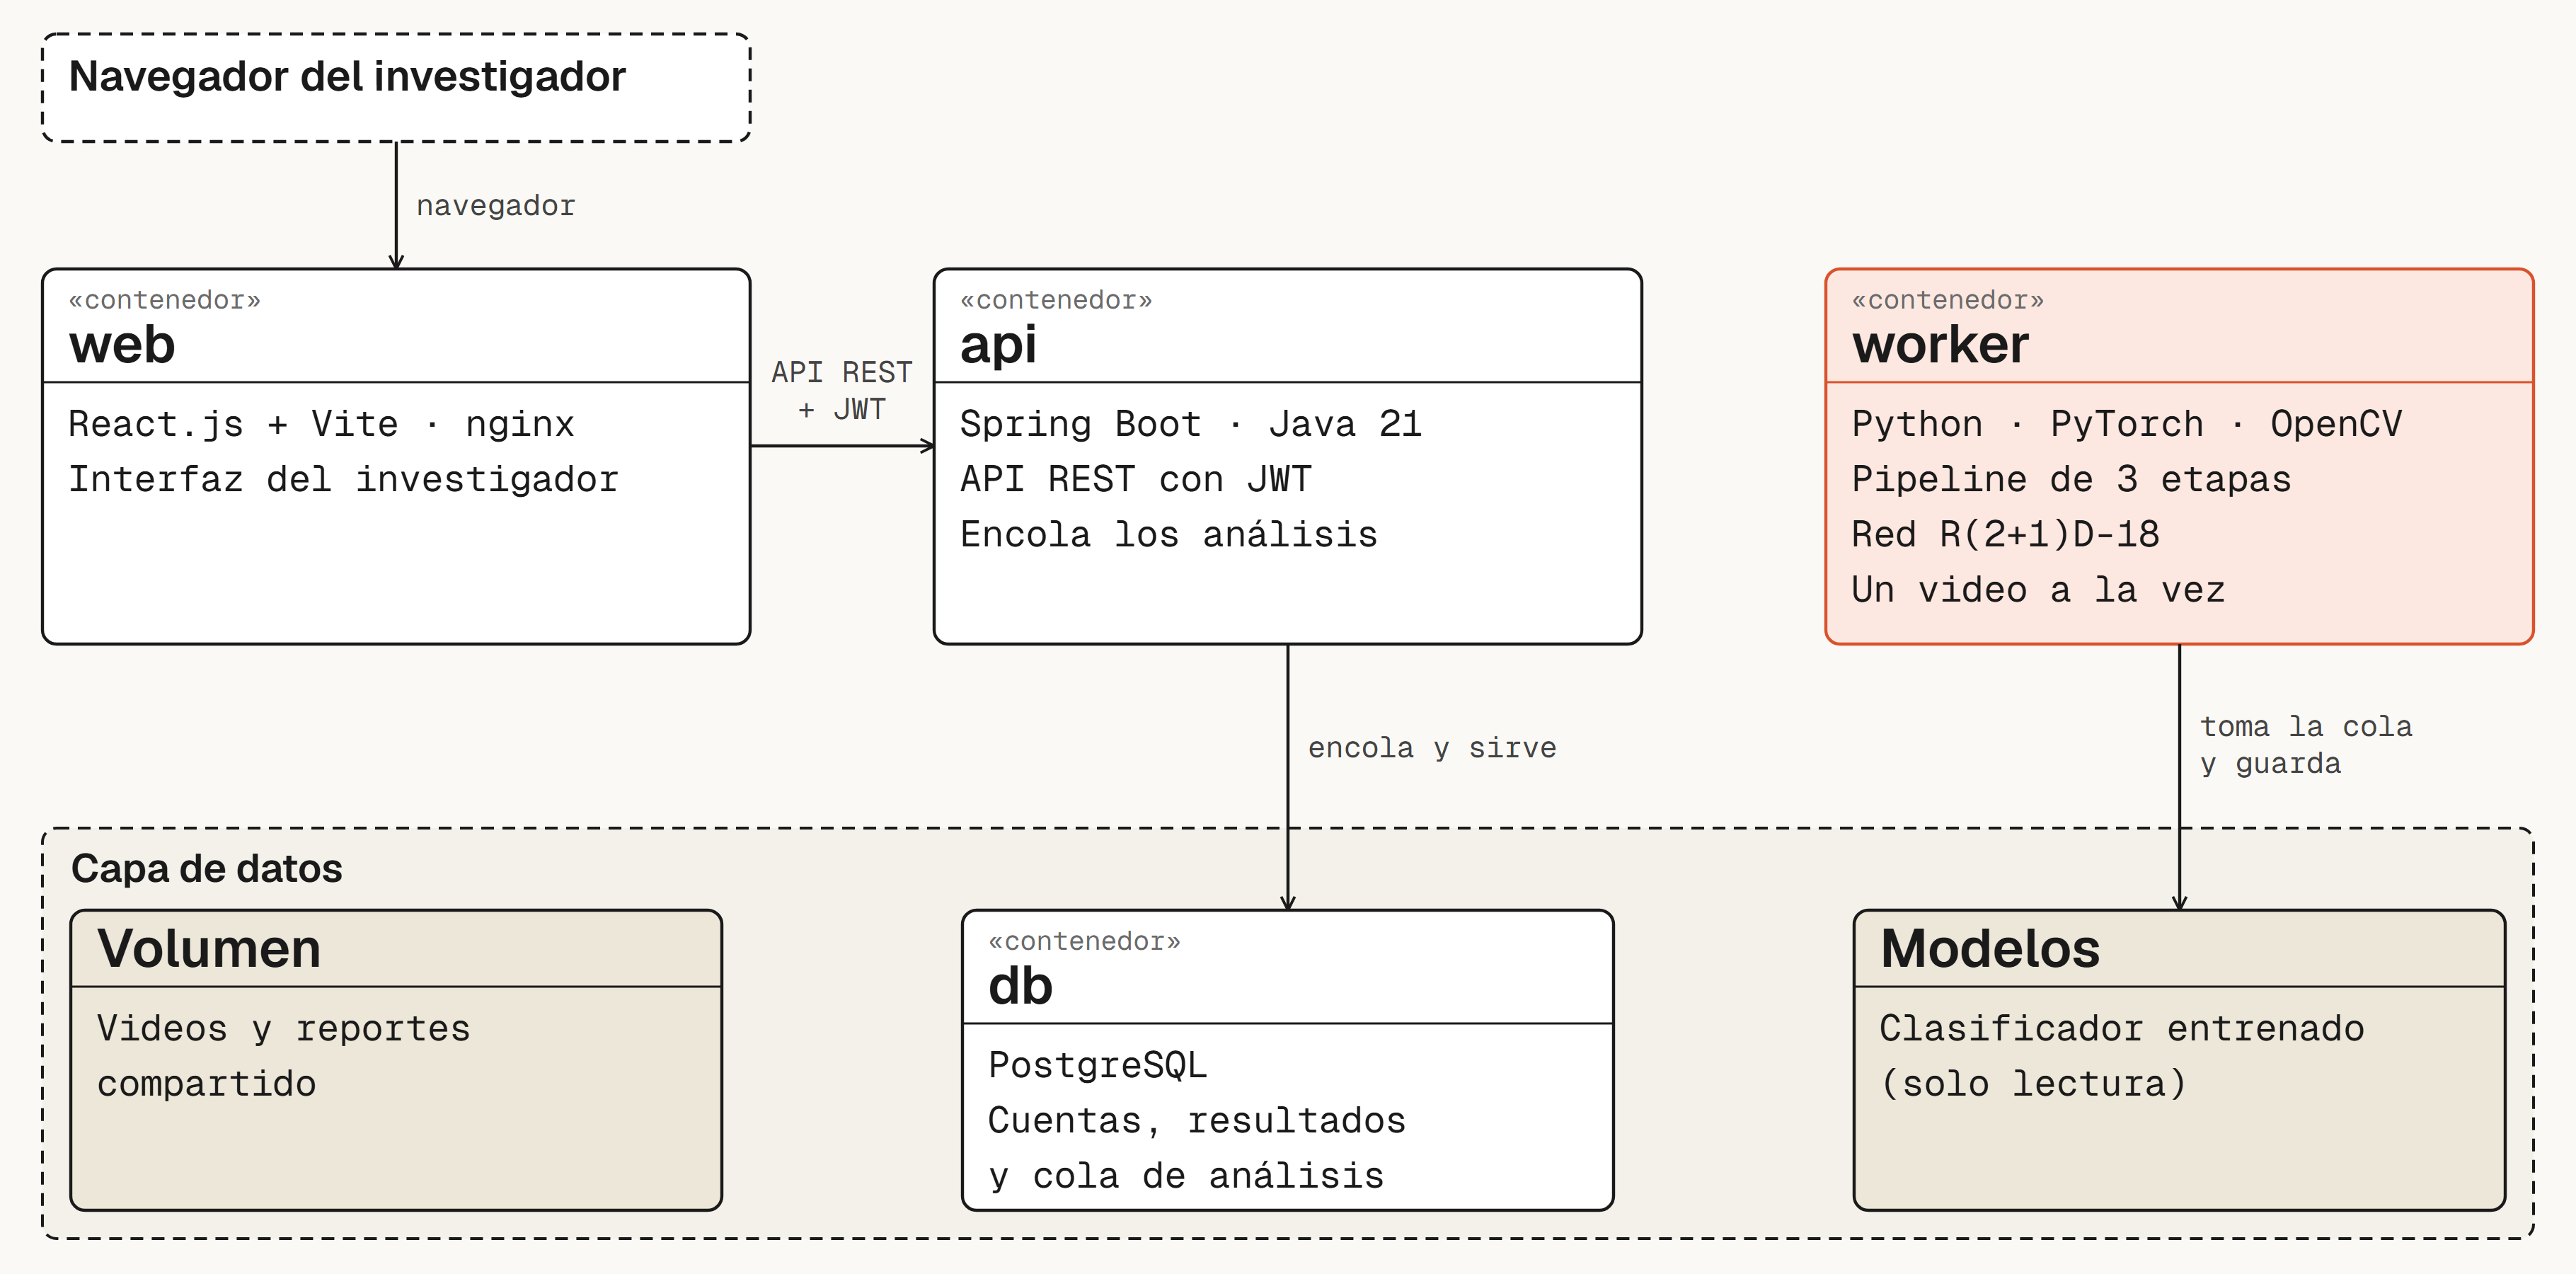 Navegador del investigador
navegador
«contenedor»
web
React.js + Vite · nginx
Interfaz del investigador
API REST
+ JWT
«contenedor»
api
Spring Boot · Java 21
API REST con JWT
Encola los análisis
«contenedor»
worker
Python · PyTorch · OpenCV
Pipeline de 3 etapas
Red R(2+1)D-18
Un video a la vez
encola y sirve
toma la cola
y guarda
Capa de datos
Volumen
Videos y reportes
compartido
«contenedor»
db
PostgreSQL
Cuentas, resultados
y cola de análisis
Modelos
Clasificador entrenado
(solo lectura)